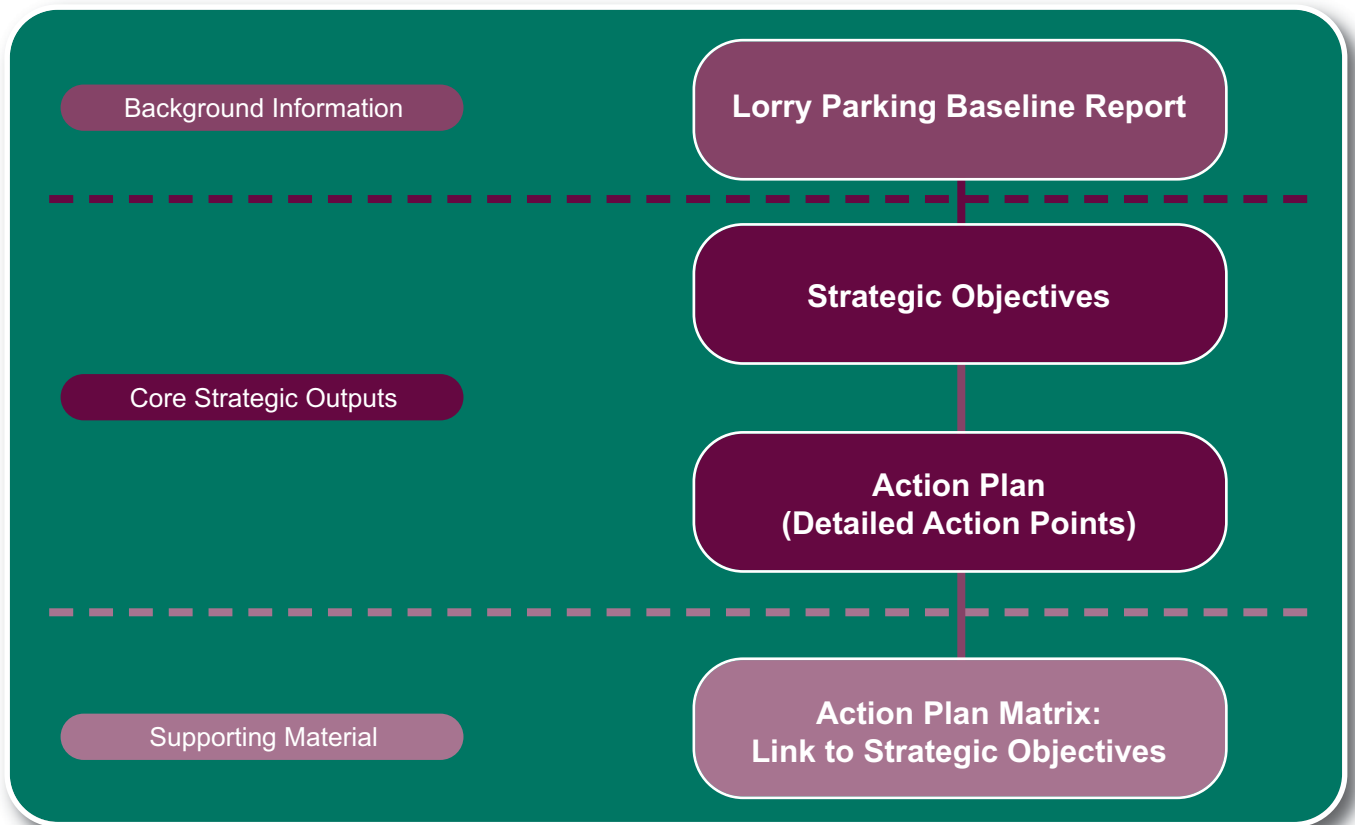 Background Information
Lorry Parking Baseline Report
Strategic Objectives
Core Strategic Outputs
Action Plan
(Detailed Action Points)
Supporting Material
Action Plan Matrix:
Link to Strategic Objectives